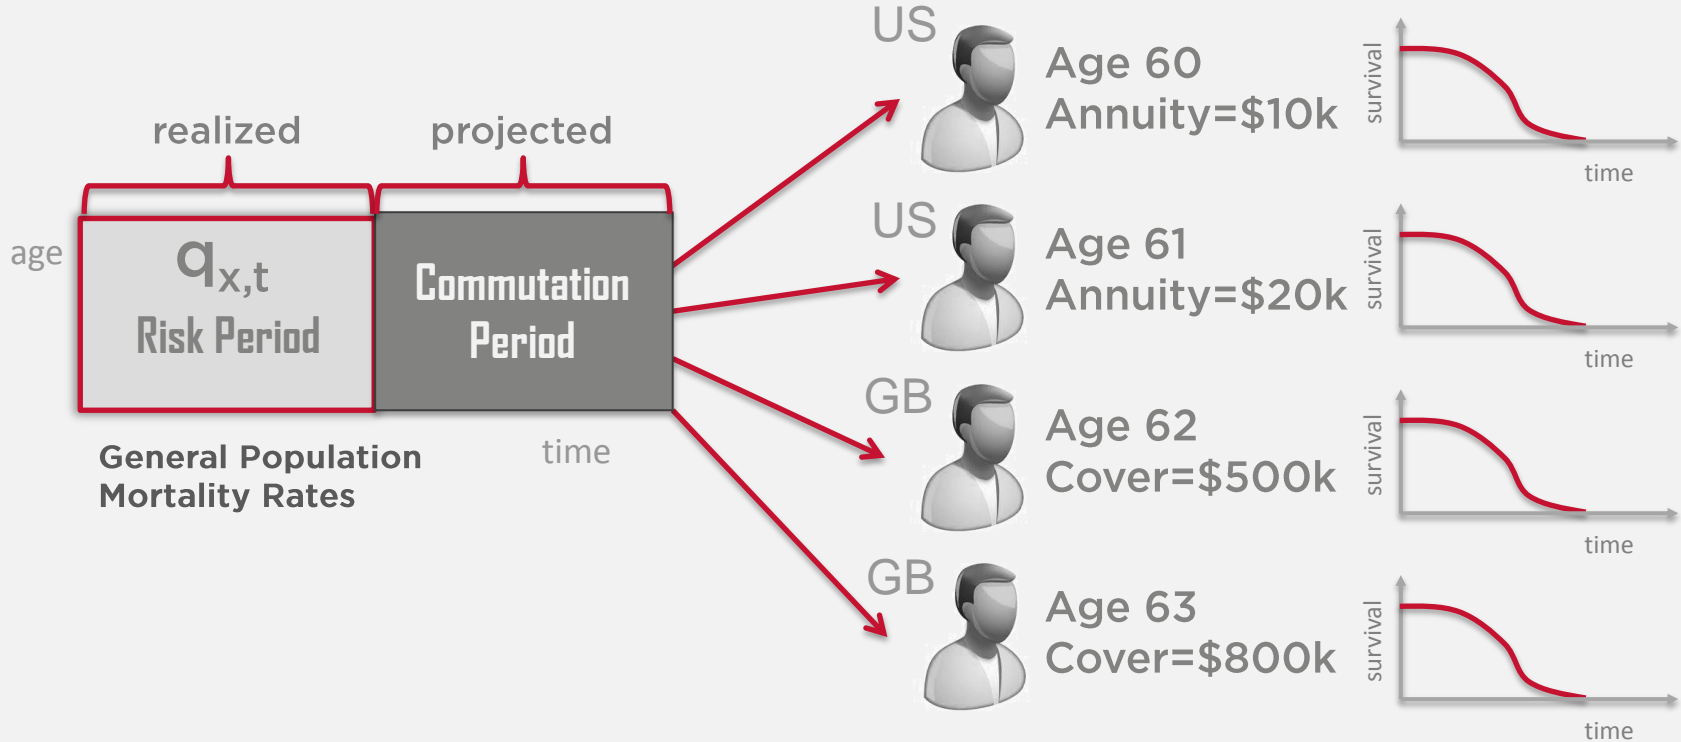 realized
projected
age
qx,t
Risk Period
Commutation
Period
General Population
Mortality Rates
time
US
Age 60
Annuity=$10k
survival
time
US
Age 61
Annuity=$20k
survival
time
GB
Age 62
Cover=$500k
survival
time
GB
Age 63
Cover=$800k
survival
time